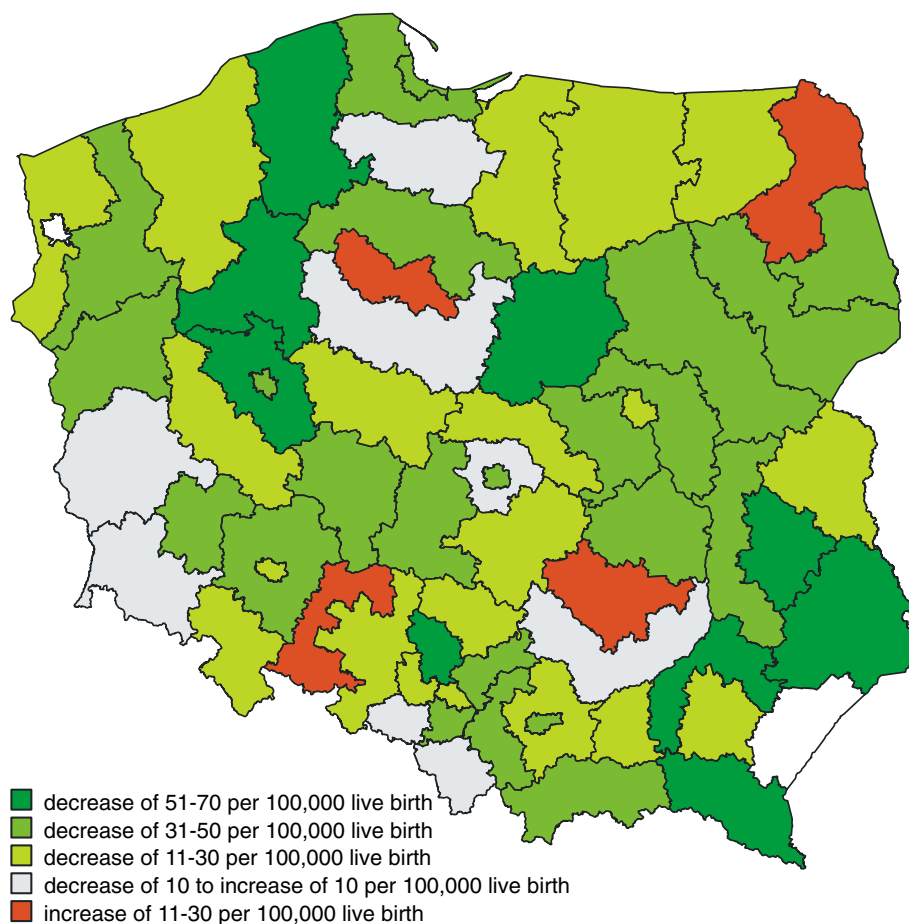 decrease of 51-70 per 100,000 live birth
decrease of 31-50 per 100,000 live birth
decrease of 11-30 per 100,000 live birth
decrease of 10 to increase of 10 per 100,000 live birth
increase of 11-30 per 100,000 live birth